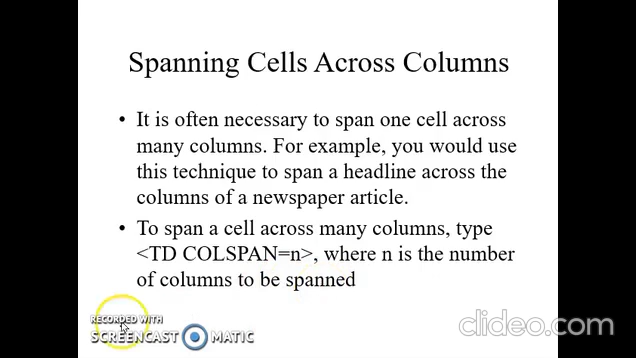 Spanning Cells Across Columns
• It is often necessary to span one cell across
many columns. For example, you would use
this technique to span a headline across the
columns of a newspaper article.
• To span a cell across many columns, type
<TD COLSPAN=n>, where n is the number
of columns to be spanned
RECORDED WITH
SCREENCAST MATIC
clideo.com